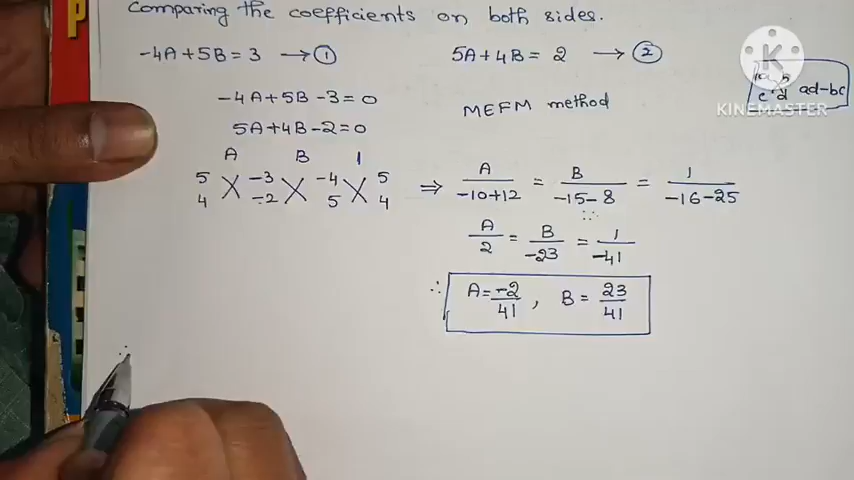 Comparing the coefficients on both sides.
-4A+5B=3 → ① 5A+4B=2 → ②
-4A+5B-3=0
5A+4B-2=0
MEFM method
ad-bc
KINEMASTER
A B 1
5 -3 -4 5
4 -2 5 4
⇒ A/-10+12 = B/-15-8 = 1/-16-25
A/2 = B/-23 = 1/-41
∴ A=-2/41, B=23/41